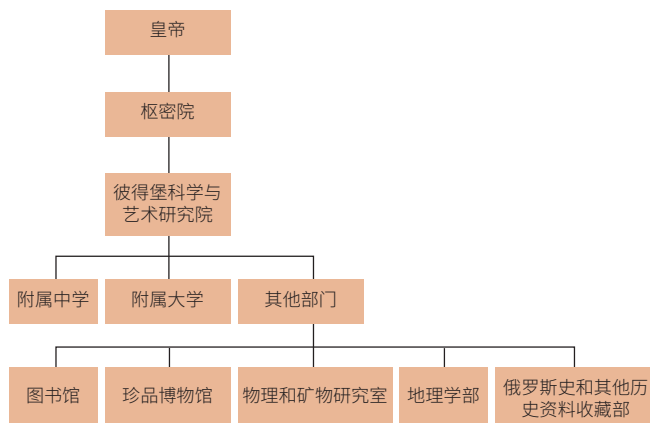 皇帝
枢密院
彼得堡科学与
艺术研究院
附属中学
附属大学
其他部门
图书馆
珍品博物馆
物理和矿物研究室
地理学部
俄罗斯史和其他历
史资料收藏部